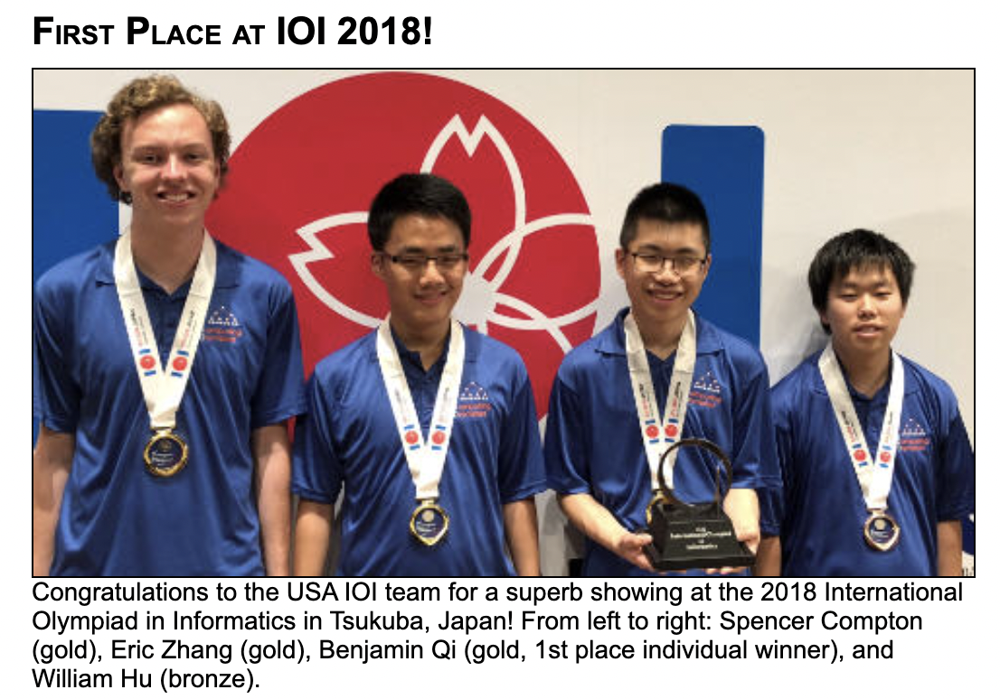 FIRST PLACE AT IOI 2018!
Congratulations to the USA IOI team for a superb showing at the 2018 International
Olympiad in Informatics in Tsukuba, Japan! From left to right: Spencer Compton
(gold), Eric Zhang (gold), Benjamin Qi (gold, 1st place individual winner), and
William Hu (bronze).